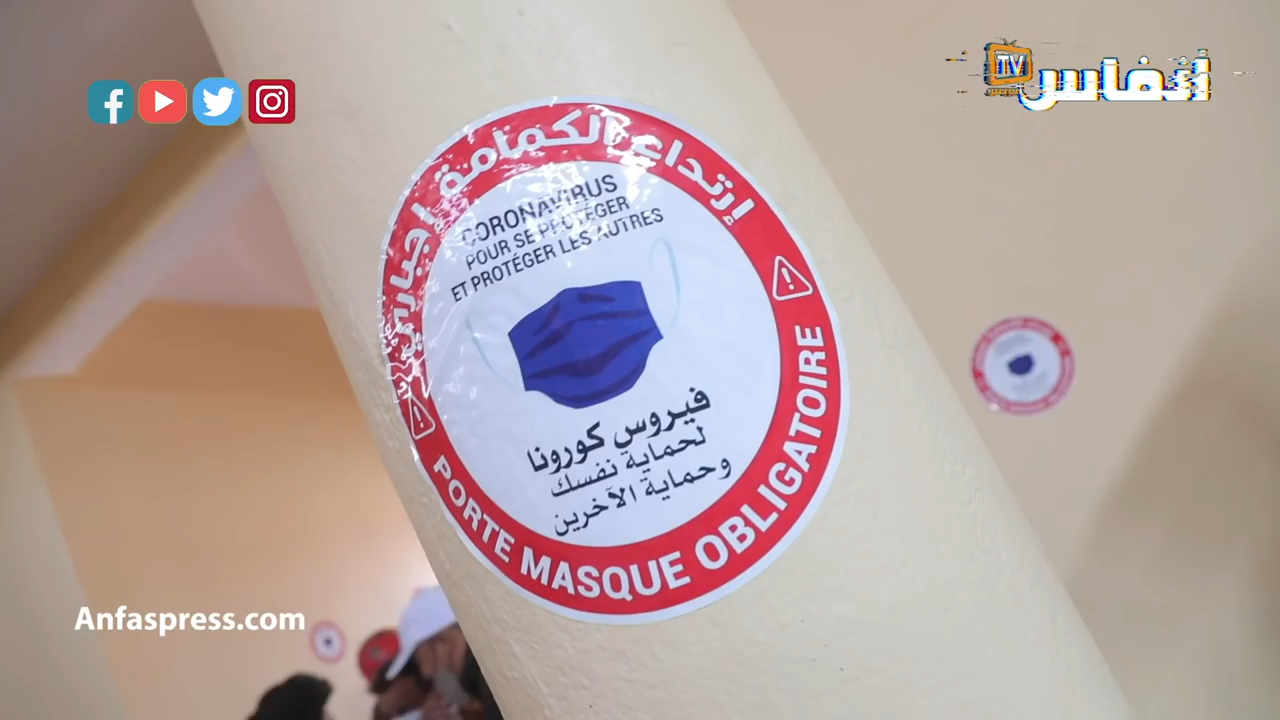 TV
أنفاس
إرتداء الكمامة اجباري
CORONAVIRUS
POUR SE PROTÉGER
ET PROTÉGER LES AUTRES
فيروس كورونا
لحماية نفسك
وحماية الآخرين
PORTE MASQUE OBLIGATOIRE
Anfaspress.com